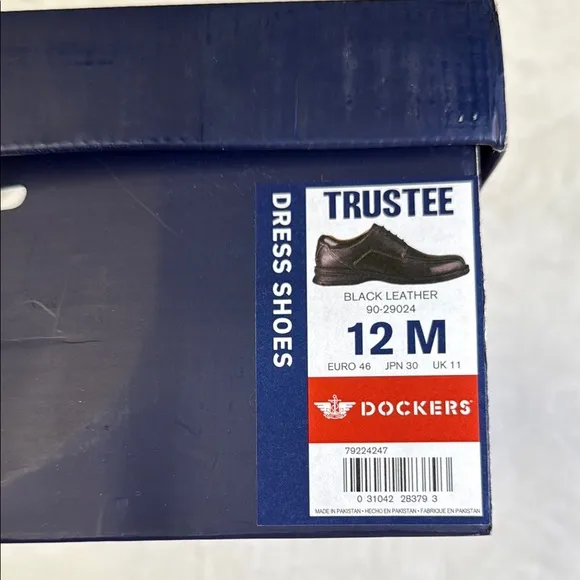 DRESS SHOES
TRUSTEE
BLACK LEATHER
90-29024
12 M
EURO 46 JPN 30 UK 11
DOCKERS
79224247
0 31042 28379 3
MADE IN PAKISTAN • HECHO EN PAKISTAN • FABRIQUE EN PAKISTAN